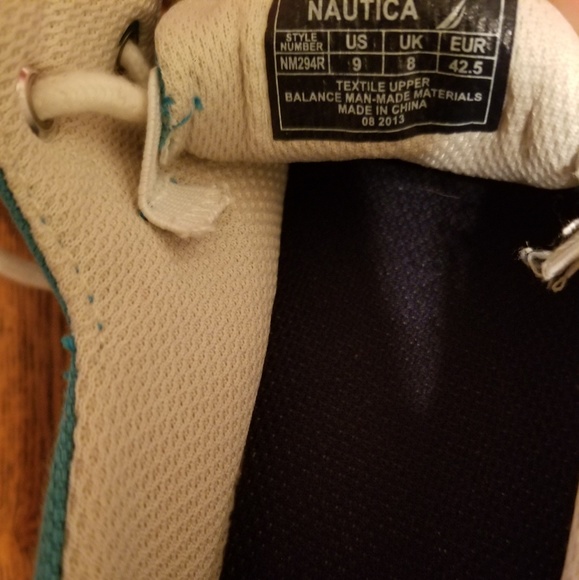 NAUTICA
STYLE NUMBER US UK EUR
NM294R 9 8 42.5
TEXTILE UPPER
BALANCE MAN-MADE MATERIALS
MADE IN CHINA
08 2013